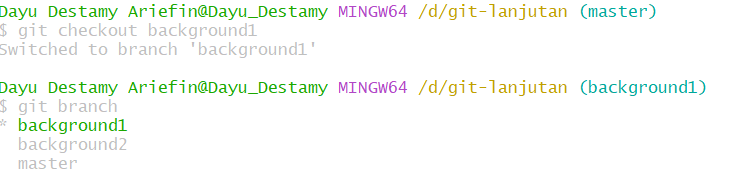 Dayu Destamy Ariefin@Dayu_Destamy MINGW64 /d/git-lanjutan (master)
$ git checkout background1
Switched to branch 'background1'
Dayu Destamy Ariefin@Dayu_Destamy MINGW64 /d/git-lanjutan (background1)
$ git branch
* background1
  background2
  master